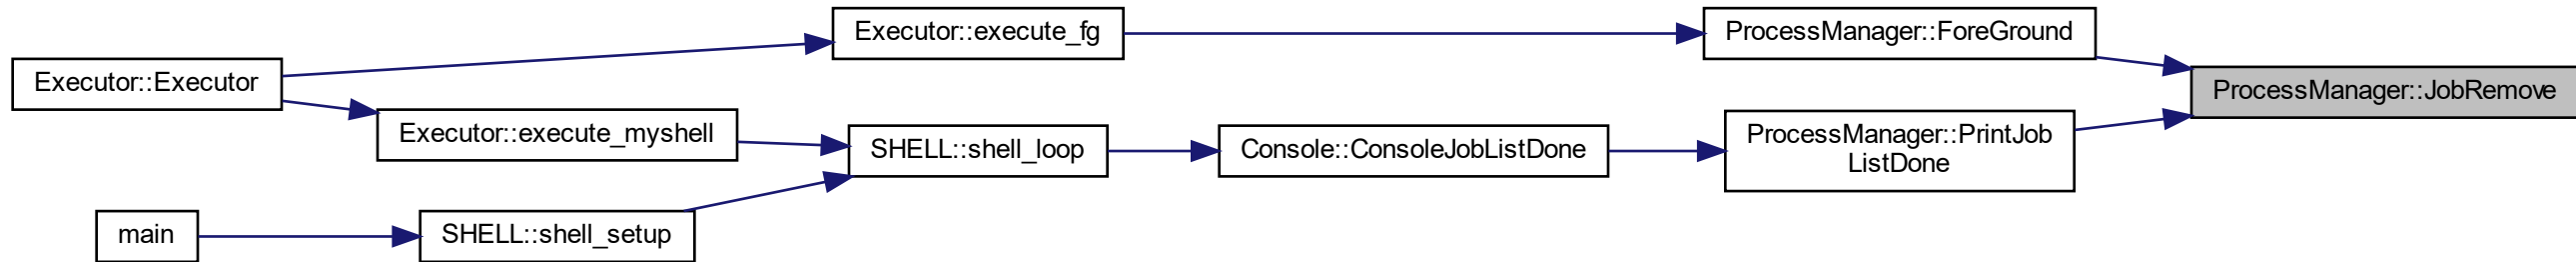 Executor::Executor
Executor::execute_fg
ProcessManager::ForeGround
ProcessManager::JobRemove
Executor::execute_myshell
SHELL::shell_loop
Console::ConsoleJobListDone
ProcessManager::PrintJob
ListDone
main
SHELL::shell_setup